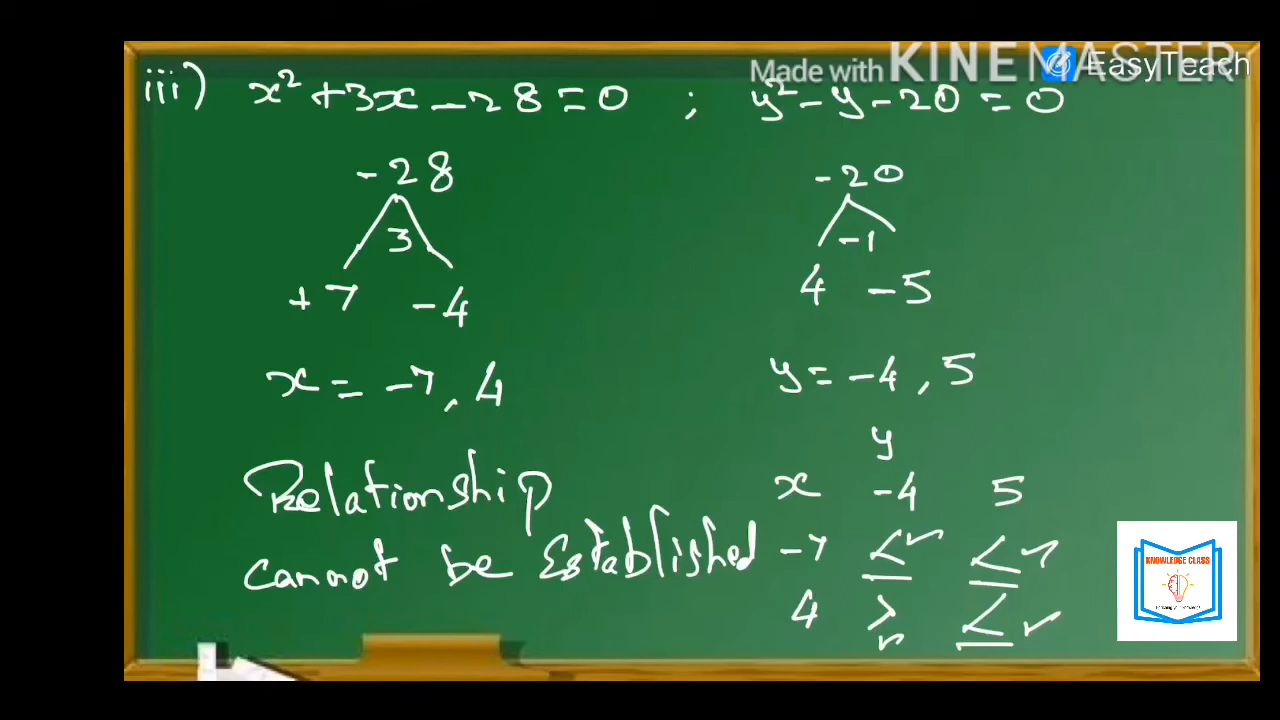 Made with KINEMASTER
EasyTeach
iii) x² + 3x - 28 = 0 ; y² - y - 20 = 0
-28 -20
3 -1
+7 -4 4 -5
x = -7, 4 y = -4, 5
y
Relationship x -4 5
cannot be Established -7 <✓ <✓
4 >✓ <✓
KNOWLEDGE CLASS